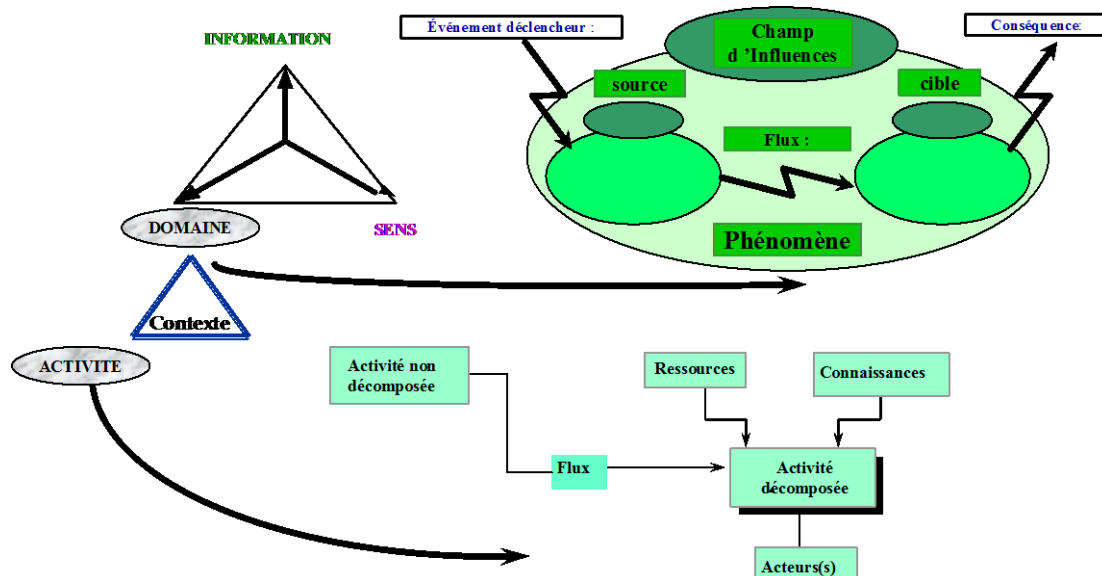 INFORMATION
Événement déclencheur :
Champ
d ’Influences
Conséquence:
source
cible
Flux :
DOMAINE
SENS
Phénomène
Contexte
ACTIVITE
Activité non
décomposée
Ressources
Connaissances
Flux
Activité
décomposée
Acteurs(s)